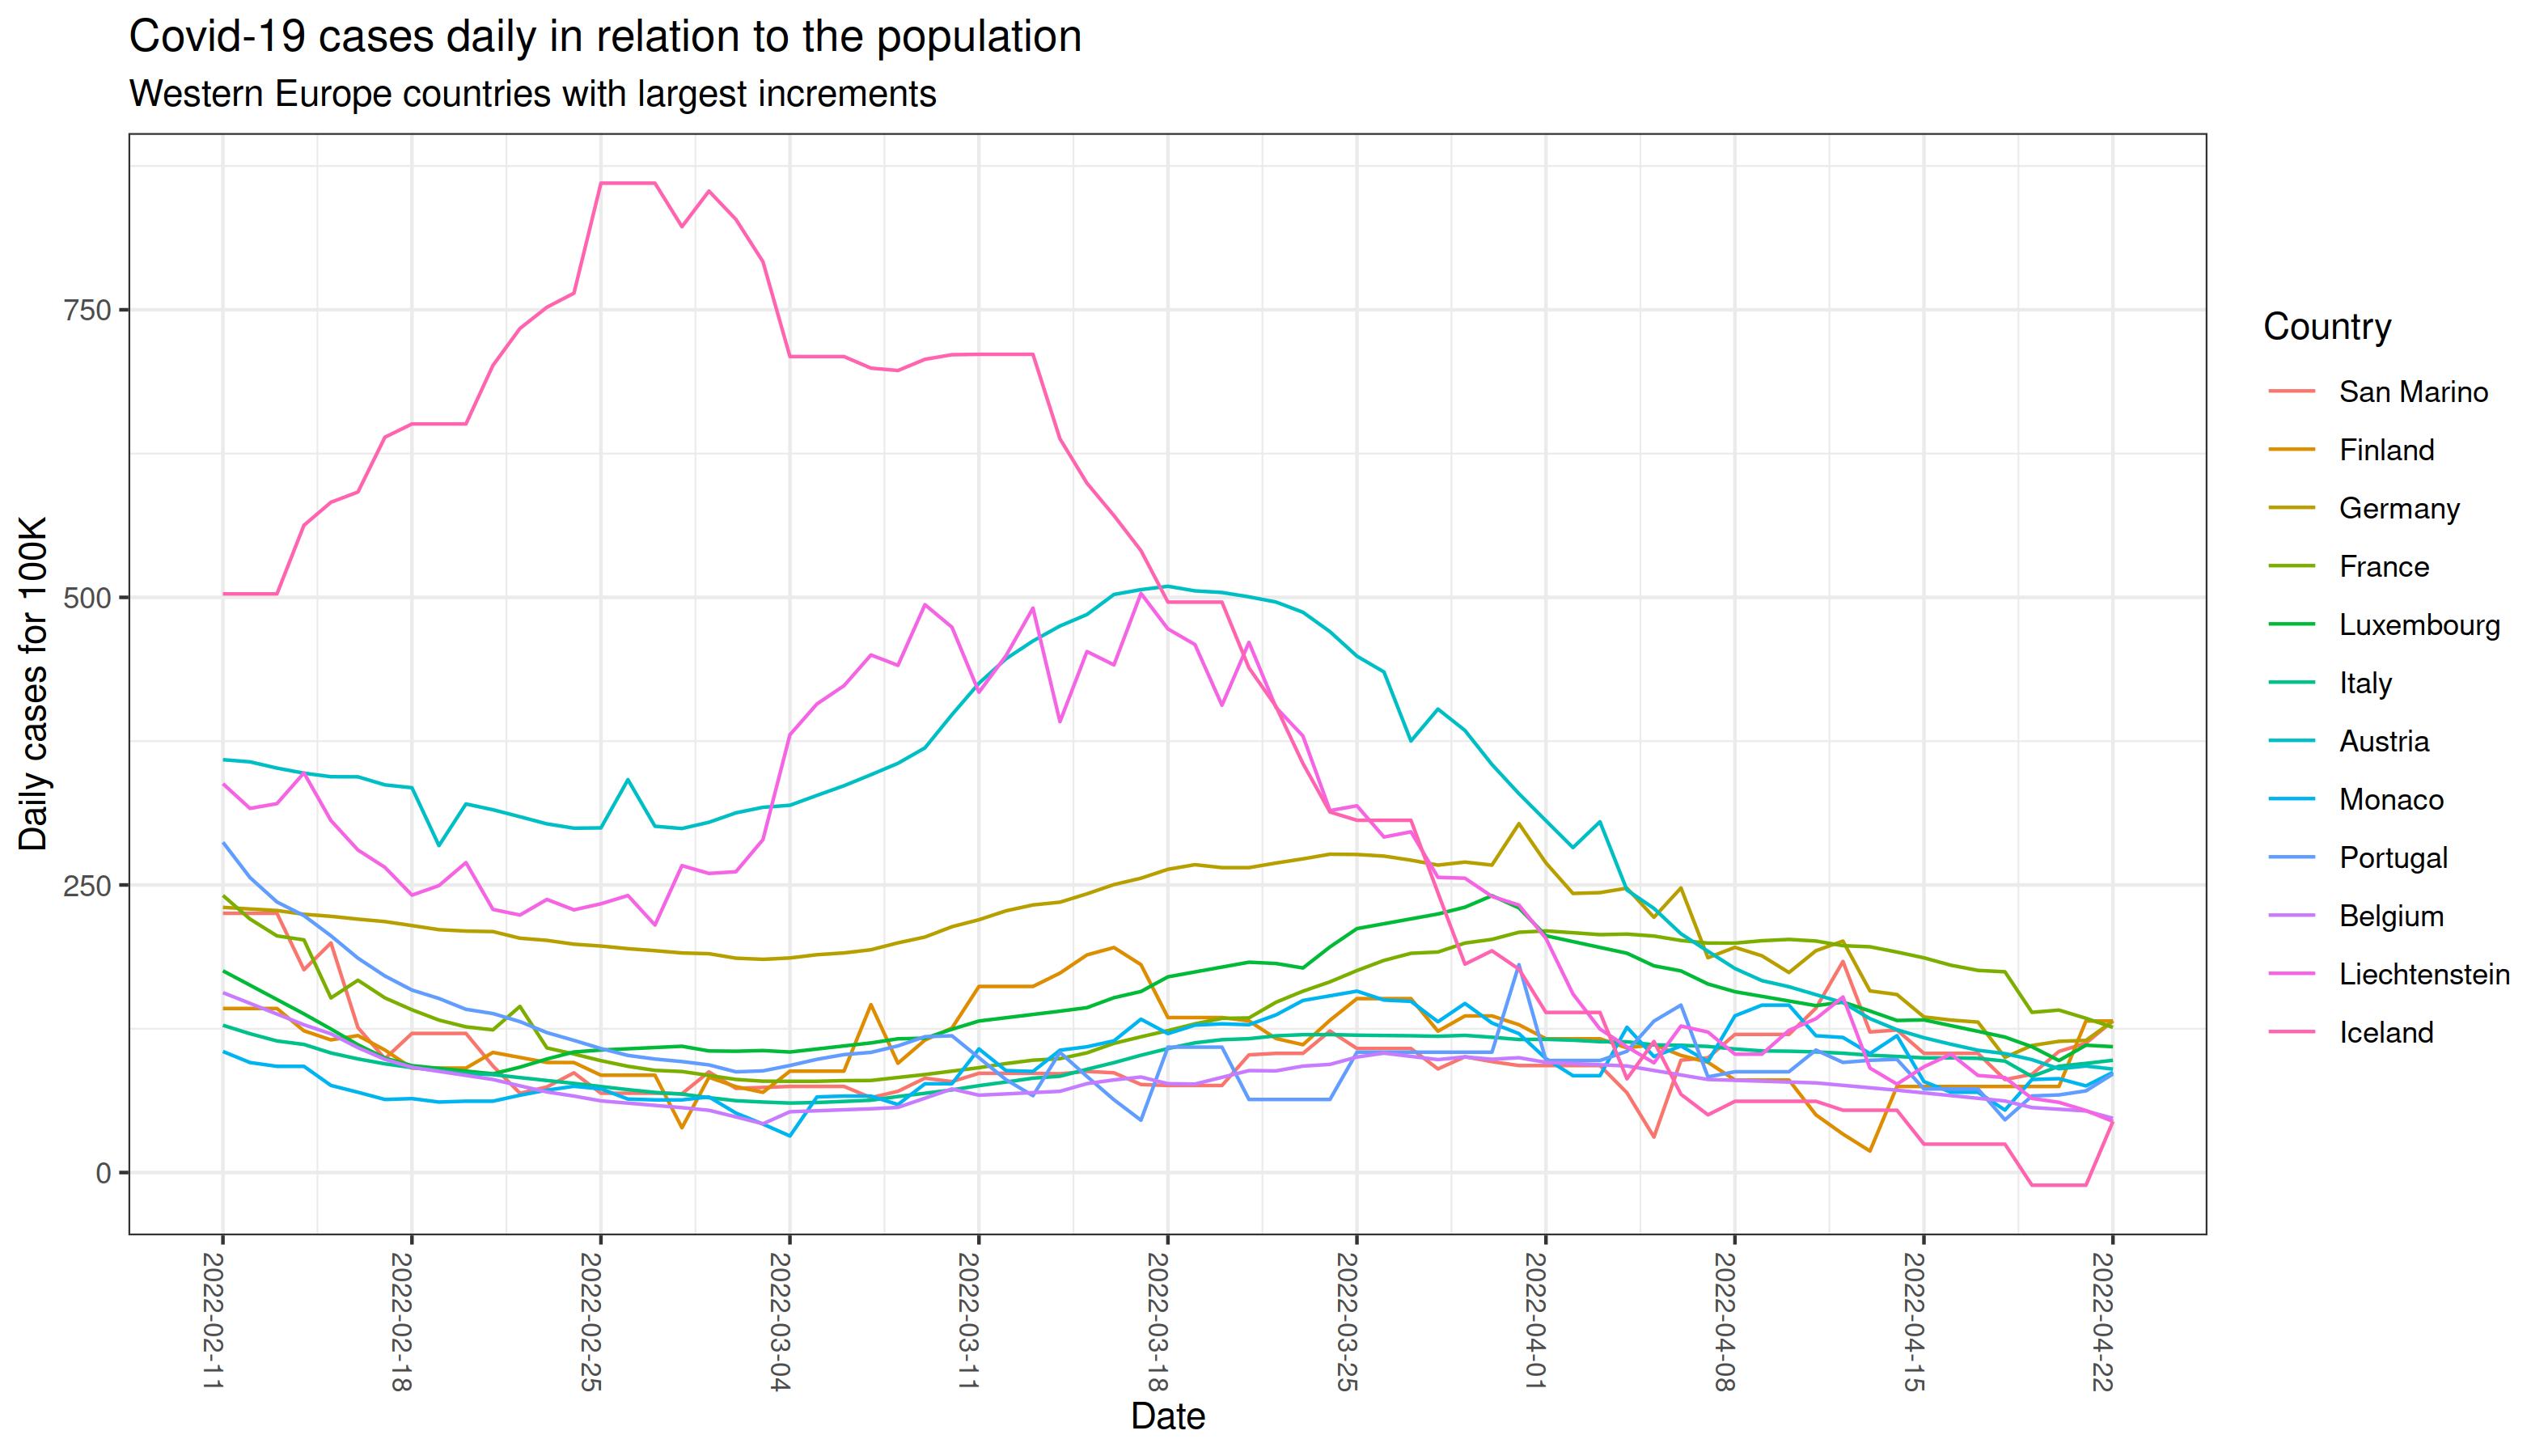 Covid-19 cases daily in relation to the population
Western Europe countries with largest increments
Daily cases for 100K
750
500
250
0
2022-02-11
2022-02-18
2022-02-25
2022-03-04
2022-03-11
2022-03-18
2022-03-25
2022-04-01
2022-04-08
2022-04-15
2022-04-22
Date
Country
San Marino
Finland
Germany
France
Luxembourg
Italy
Austria
Monaco
Portugal
Belgium
Liechtenstein
Iceland